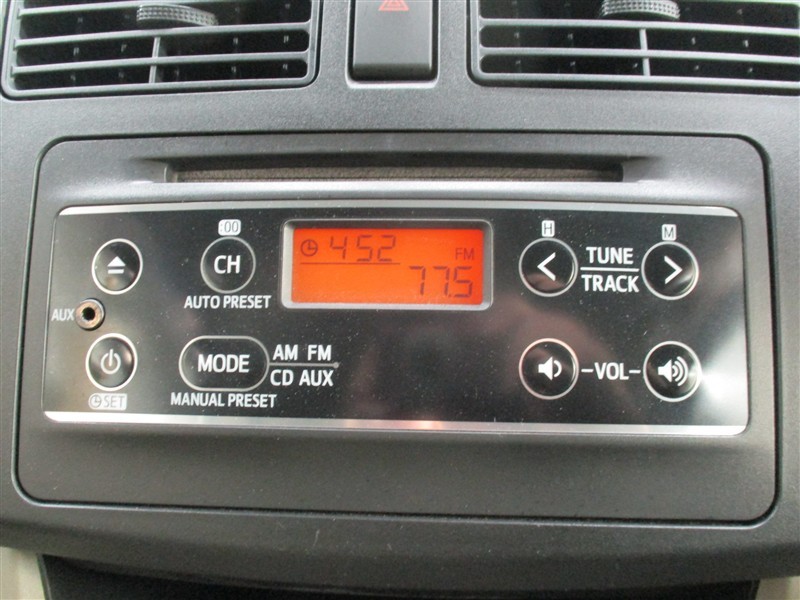 :00
CH
AUTO PRESET
AUX
SET
MODE
AM FM
CD AUX
MANUAL PRESET
4 52
FM
77.5
H
M
TUNE
TRACK
-VOL-